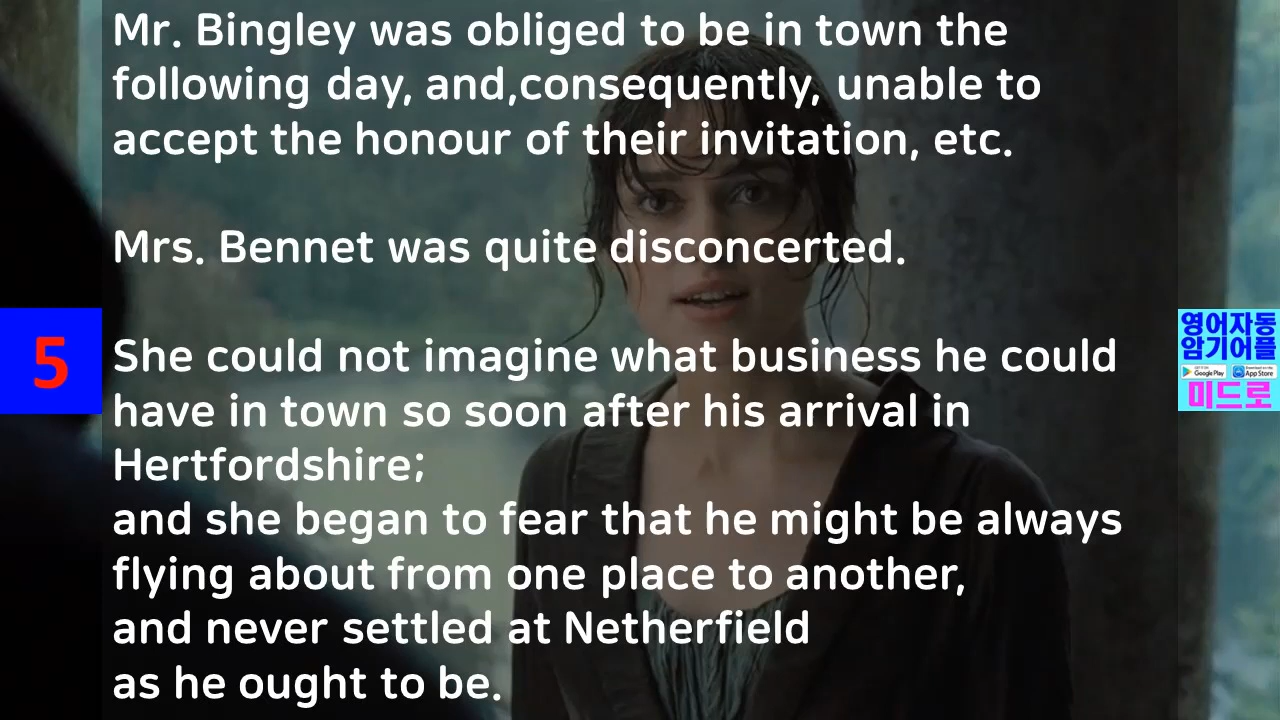 Mr. Bingley was obliged to be in town the
following day, and,consequently, unable to
accept the honour of their invitation, etc.
Mrs. Bennet was quite disconcerted.
5
She could not imagine what business he could
have in town so soon after his arrival in
Hertfordshire;
and she began to fear that he might be always
flying about from one place to another,
and never settled at Netherfield
as he ought to be.
영어자동
암기어플
Google Play
App Store
미드로